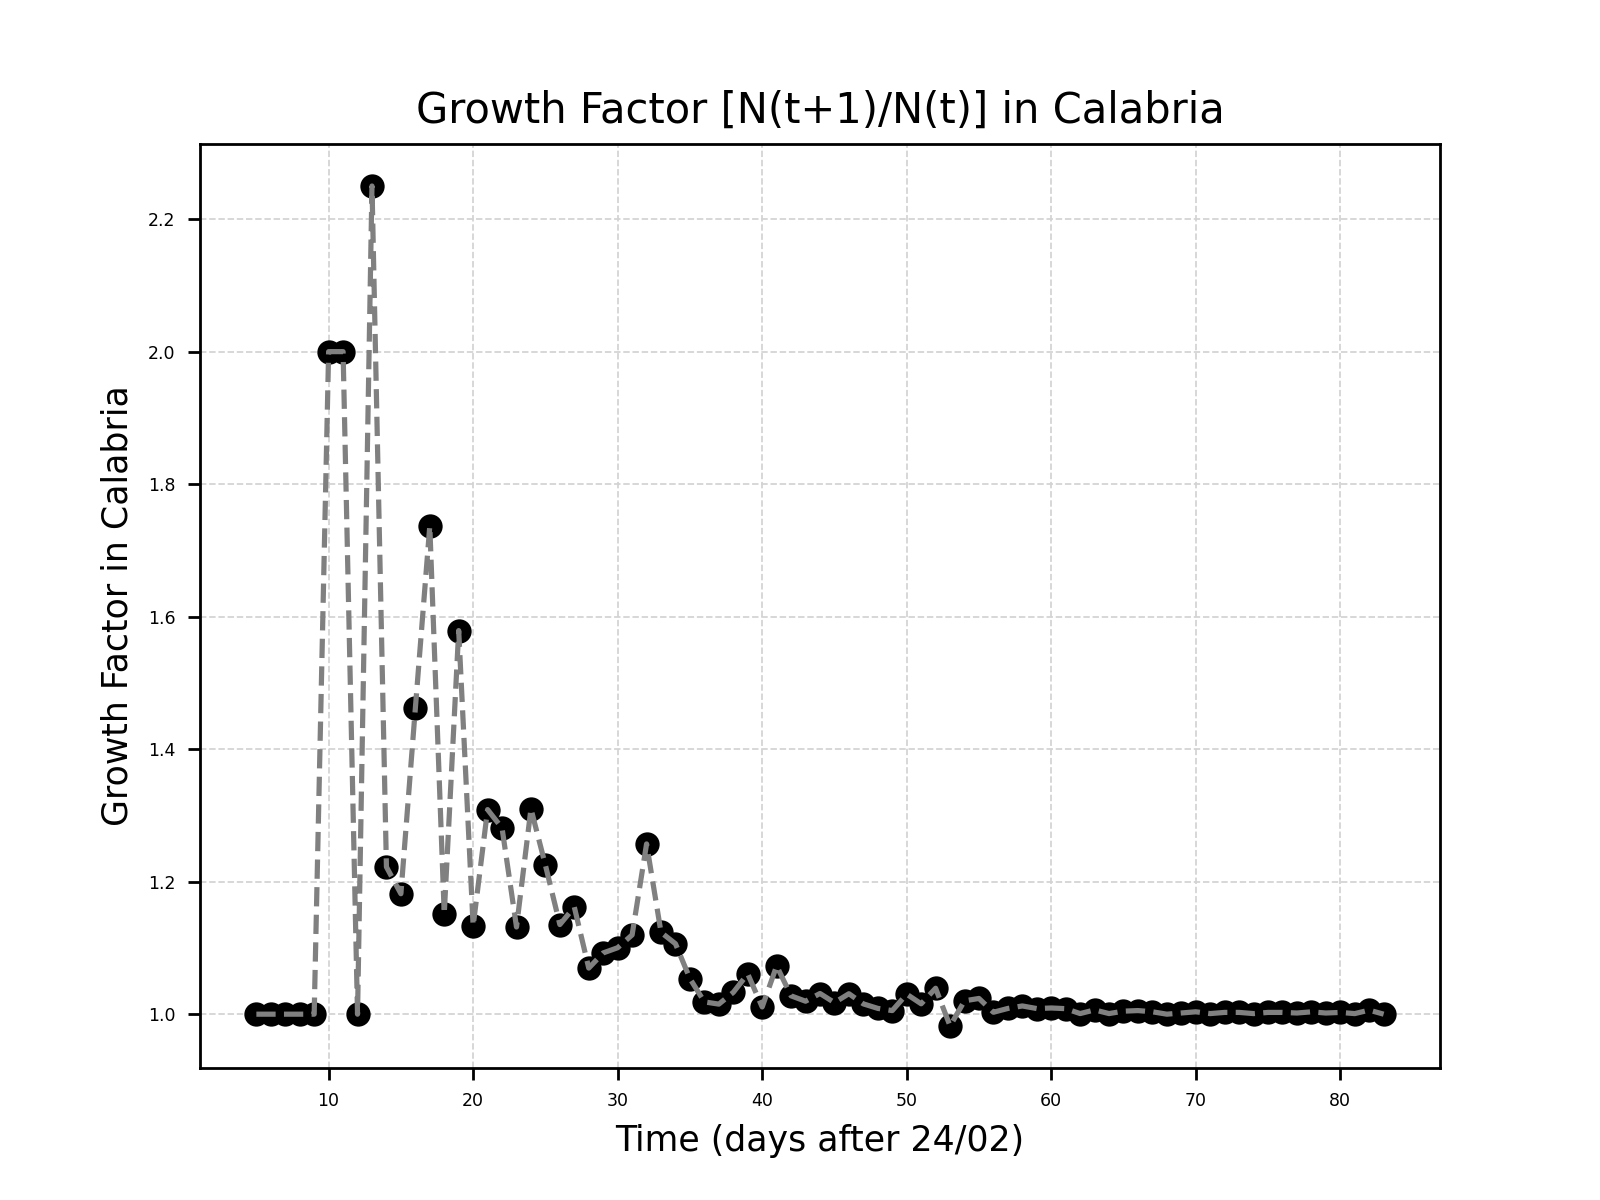 Growth Factor [N(t+1)/N(t)] in Calabria
Growth Factor in Calabria
2.2
2.0
1.8
1.6
1.4
1.2
1.0
10 20 30 40 50 60 70 80
Time (days after 24/02)